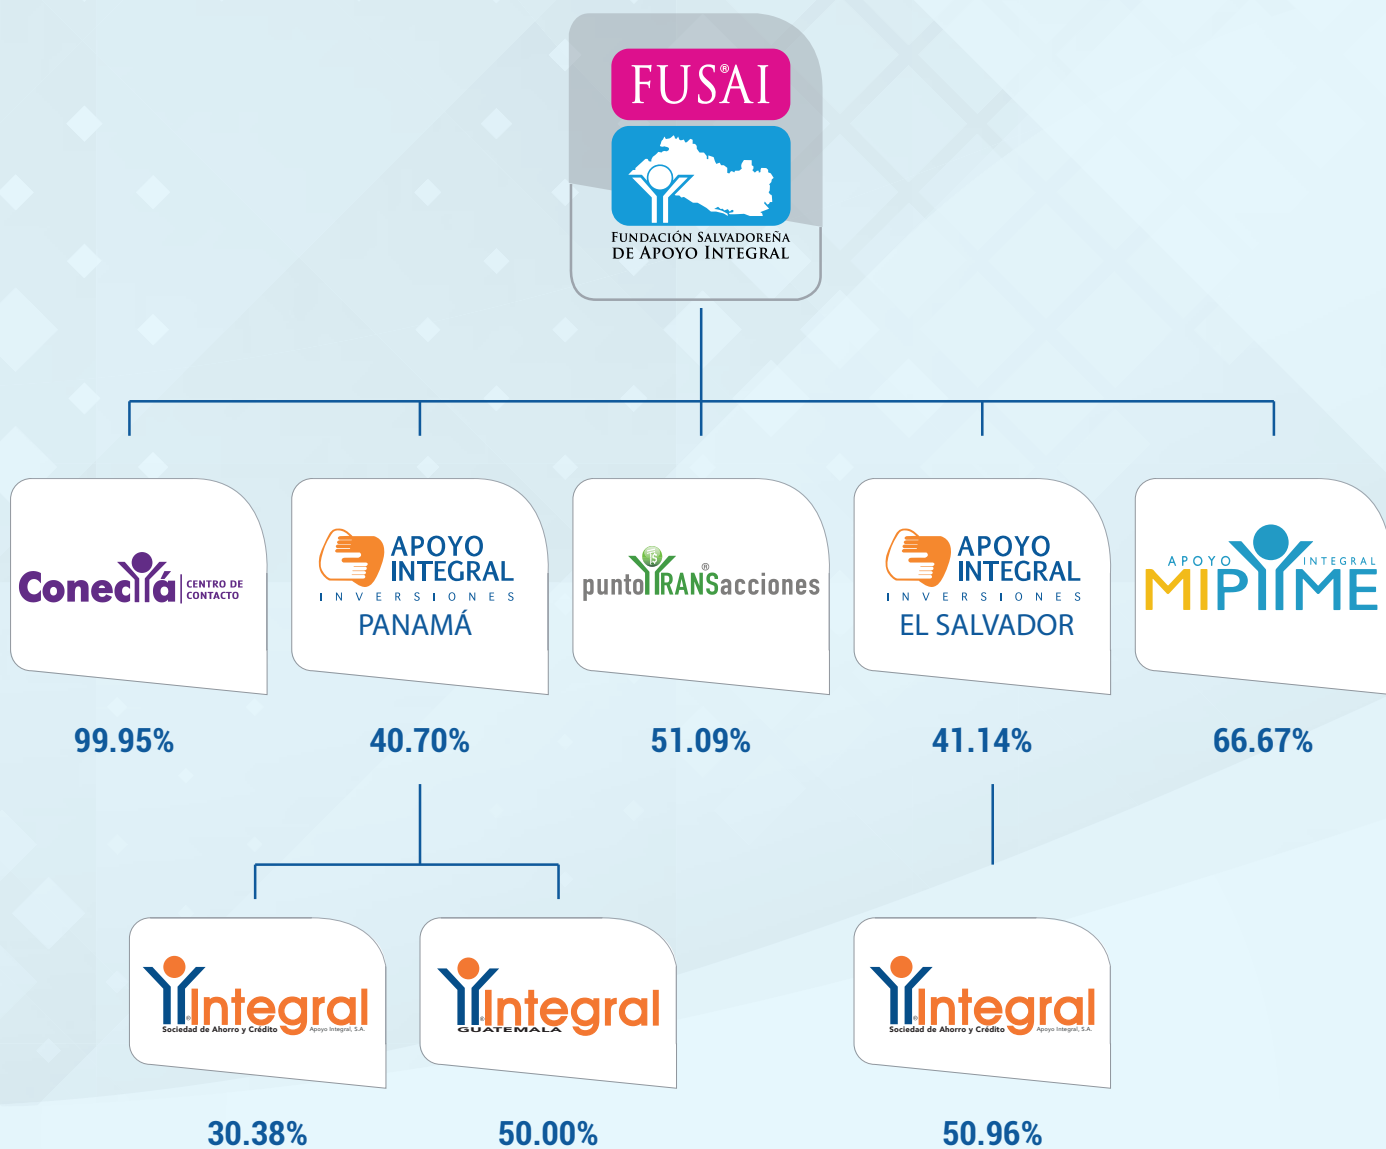 FUSAI®
FUNDACIÓN SALVADOREÑA
DE APOYO INTEGRAL
Conectá CENTRO DE
CONTACTO
APOYO
INTEGRAL
INVERSIONES
PANAMÁ
puntoTRANSacciones®
APOYO
INTEGRAL
INVERSIONES
EL SALVADOR
APOYO INTEGRAL
MIPYME
99.95%
40.70%
51.09%
41.14%
66.67%
Integral®
Sociedad de Ahorro y Crédito Apoyo Integral, S.A.
Integral®
GUATEMALA
Integral®
Sociedad de Ahorro y Crédito Apoyo Integral, S.A.
30.38%
50.00%
50.96%